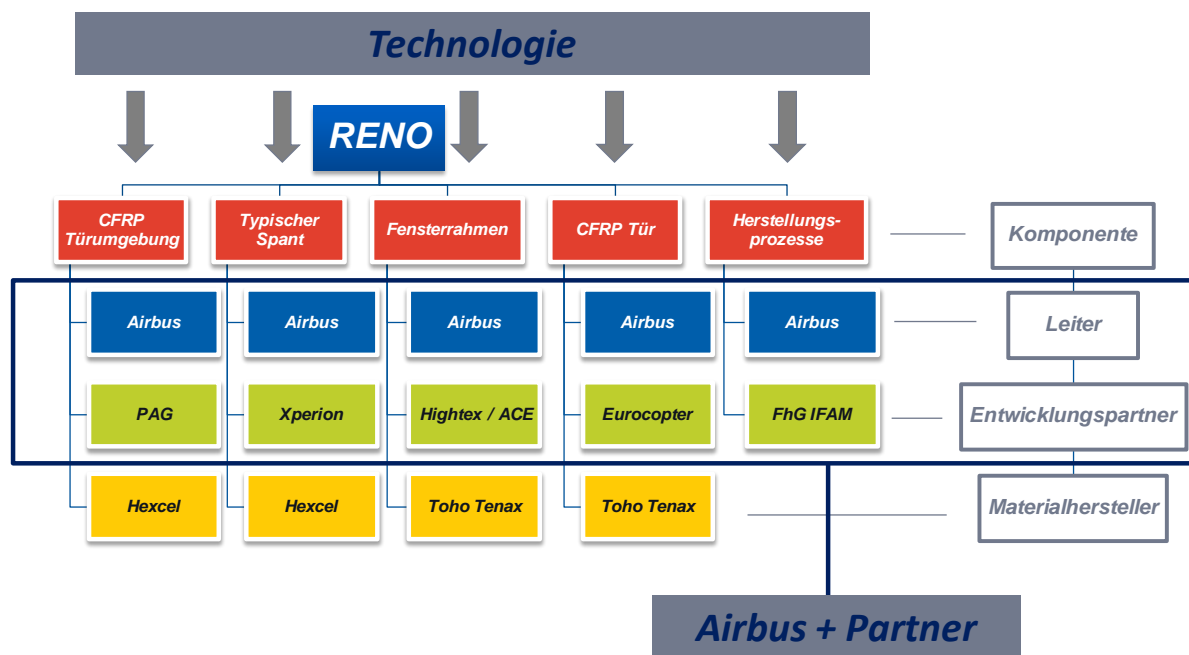 Technologie
RENO
CFRP
Türumgebung
Typischer
Spant
Fensterrahmen
CFRP Tür
Herstellungs-
prozesse
Komponente
Airbus
Airbus
Airbus
Airbus
Airbus
Leiter
PAG
Xperion
Hightex / ACE
Eurocopter
FhG IFAM
Entwicklungspartner
Hexcel
Hexcel
Toho Tenax
Toho Tenax
Materialhersteller
Airbus + Partner